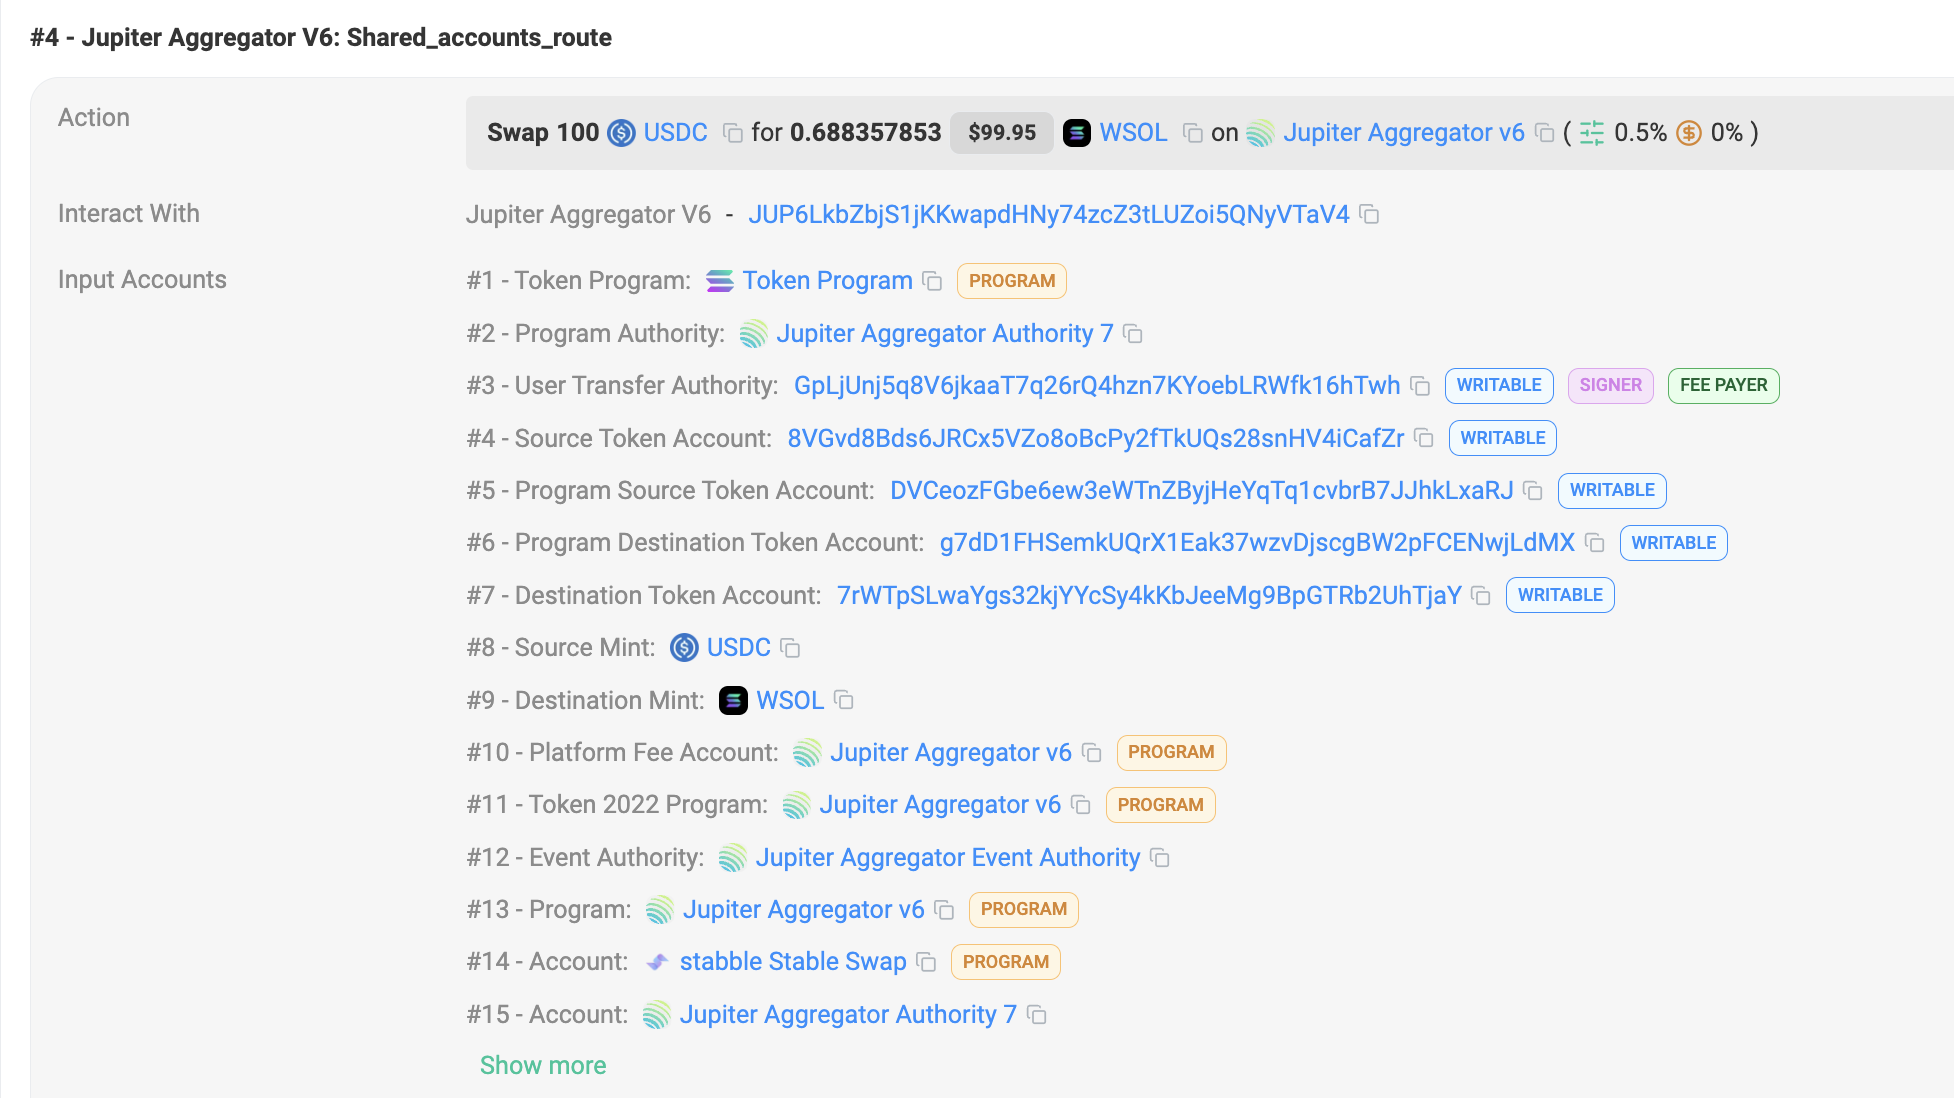 #4 - Jupiter Aggregator V6: Shared_accounts_route
Action
Swap 100 USDC for 0.688357853 $99.95 WSOL on Jupiter Aggregator v6 ( 0.5% 0% )
Interact With
Jupiter Aggregator V6 - JUP6LkbZbjS1jKKwapdHNy74zcZ3tLUZoi5QNyVTaV4
Input Accounts
#1 - Token Program: Token Program PROGRAM
#2 - Program Authority: Jupiter Aggregator Authority 7
#3 - User Transfer Authority: GpLjUnj5q8V6jkaaT7q26rQ4hzn7KYoebLRWfk16hTwh WRITABLE SIGNER FEE PAYER
#4 - Source Token Account: 8VGvd8Bds6JRCx5VZo8oBcPy2fTkUQs28snHV4iCafZr WRITABLE
#5 - Program Source Token Account: DVCeozFGbe6ew3eWTnZByjHeYqTq1cvbrB7JJhkLxaRJ WRITABLE
#6 - Program Destination Token Account: g7dD1FHSemkUQrX1Eak37wzvDjscgBW2pFCENwjLdMX WRITABLE
#7 - Destination Token Account: 7rWTpSLwaYgs32kjYYcSy4kKbJeeMg9BpGTRb2UhTjaY WRITABLE
#8 - Source Mint: USDC
#9 - Destination Mint: WSOL
#10 - Platform Fee Account: Jupiter Aggregator v6 PROGRAM
#11 - Token 2022 Program: Jupiter Aggregator v6 PROGRAM
#12 - Event Authority: Jupiter Aggregator Event Authority
#13 - Program: Jupiter Aggregator v6 PROGRAM
#14 - Account: stabble Stable Swap PROGRAM
#15 - Account: Jupiter Aggregator Authority 7
Show more